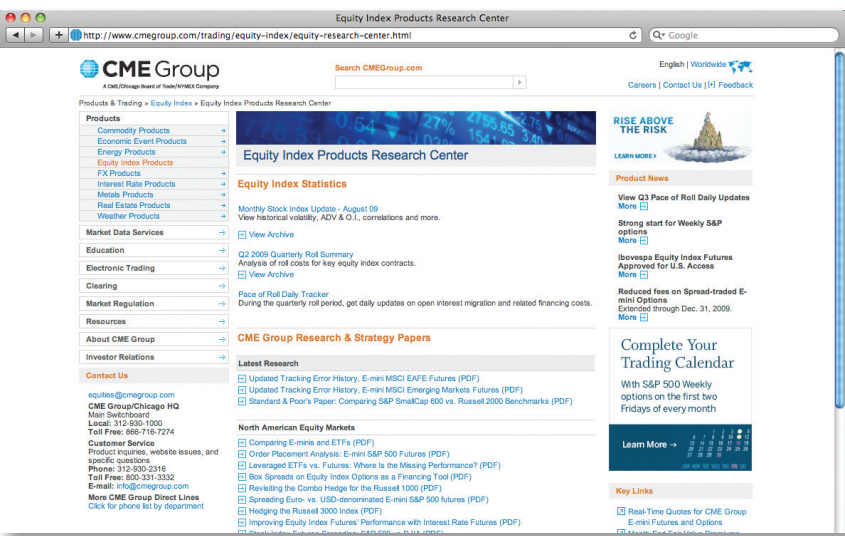 Equity Index Products Research Center
http://www.cmegroup.com/trading/equity-index/equity-research-center.html
Google
CME Group
A CME/Chicago Board of Trade/NYMEX Company
Search CMEGroup.com
English | Worldwide
Careers | Contact Us | [+] Feedback
Products & Trading » Equity Index » Equity Index Products Research Center
Products
Commodity Products
Economic Event Products
Energy Products
Equity Index Products
FX Products
Interest Rate Products
Metals Products
Real Estate Products
Weather Products
Market Data Services
Education
Electronic Trading
Clearing
Market Regulation
Resources
About CME Group
Investor Relations
Contact Us
equities@cmegroup.com
CME Group/Chicago HQ
Main Switchboard
Local: 312-930-1000
Toll Free: 866-716-7274
Customer Service
Product inquiries, website issues, and
specific questions
Phone: 312-930-2316
Toll Free: 800-331-3332
E-mail: info@cmegroup.com
More CME Group Direct Lines
Click for phone list by department
Equity Index Products Research Center
Equity Index Statistics
Monthly Stock Index Update - August 09
View historical volatility, ADV & O.I., correlations and more.
View Archive
Q2 2009 Quarterly Roll Summary
Analysis of roll costs for key equity index contracts.
View Archive
Pace of Roll Daily Tracker
During the quarterly roll period, get daily updates on open interest migration and related financing costs.
CME Group Research & Strategy Papers
Latest Research
Updated Tracking Error History, E-mini MSCI EAFE Futures (PDF)
Updated Tracking Error History, E-mini MSCI Emerging Markets Futures (PDF)
Standard & Poor's Paper: Comparing S&P SmallCap 600 vs. Russell 2000 Benchmarks (PDF)
North American Equity Markets
Comparing E-minis and ETFs (PDF)
Order Placement Analysis: E-mini S&P 500 Futures (PDF)
Leveraged ETFs vs. Futures: Where Is the Missing Performance? (PDF)
Box Spreads on Equity Index Options as a Financing Tool (PDF)
Revisiting the Combo Hedge for the Russell 1000 (PDF)
Spreading Euro- vs. USD-denominated E-mini S&P 500 futures (PDF)
Hedging the Russell 3000 Index (PDF)
Improving Equity Index Futures' Performance with Interest Rate Futures (PDF)
RISE ABOVE
THE RISK
LEARN MORE
Product News
View Q3 Pace of Roll Daily Updates
More
Strong start for Weekly S&P
options
More
Ibovespa Equity Index Futures
Approved for U.S. Access
More
Reduced fees on Spread-traded E-
mini Options
Extended through Dec. 31, 2009.
More
Complete Your
Trading Calendar
With S&P 500 Weekly
options on the first two
Fridays of every month
Learn More →
Key Links
Real-Time Quotes for CME Group
E-mini Futures and Options